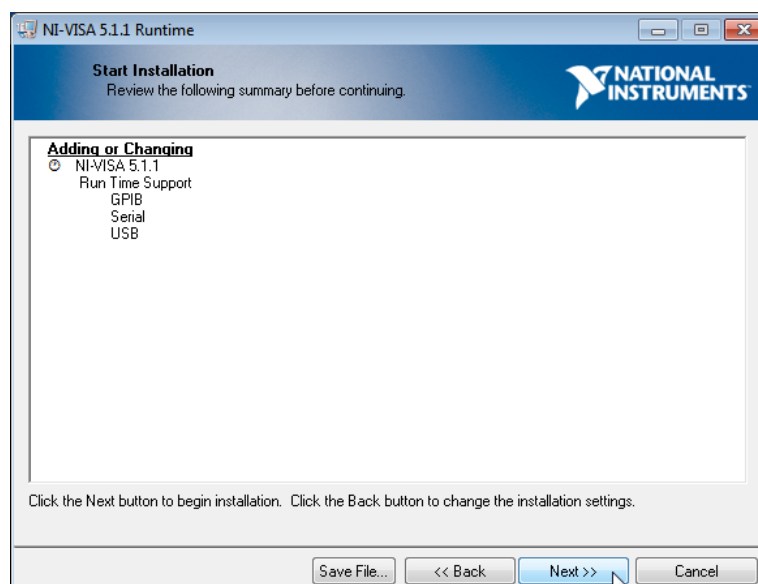 NI-VISA 5.1.1 Runtime
Start Installation
Review the following summary before continuing.
NATIONAL
INSTRUMENTS
Adding or Changing
NI-VISA 5.1.1
Run Time Support
GPIB
Serial
USB
Click the Next button to begin installation.  Click the Back button to change the installation settings.
Save File... << Back Next >> Cancel